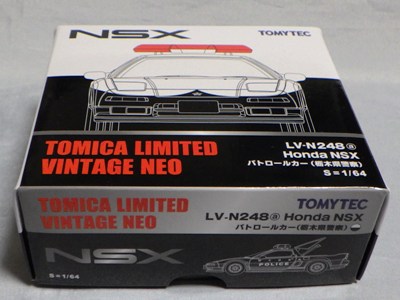 NSX
TOMYTEC
TOMICA LIMITED
VINTAGE NEO
LV-N248ⓐ
Honda NSX
パトロールカー(栃木県警察)
S=1/64
TOMICA LIMITED
VINTAGE NEO
TOMYTEC
LV-N248ⓐ Honda NSX
パトロールカー(栃木県警察)
NSX
S=1/64
POLICE